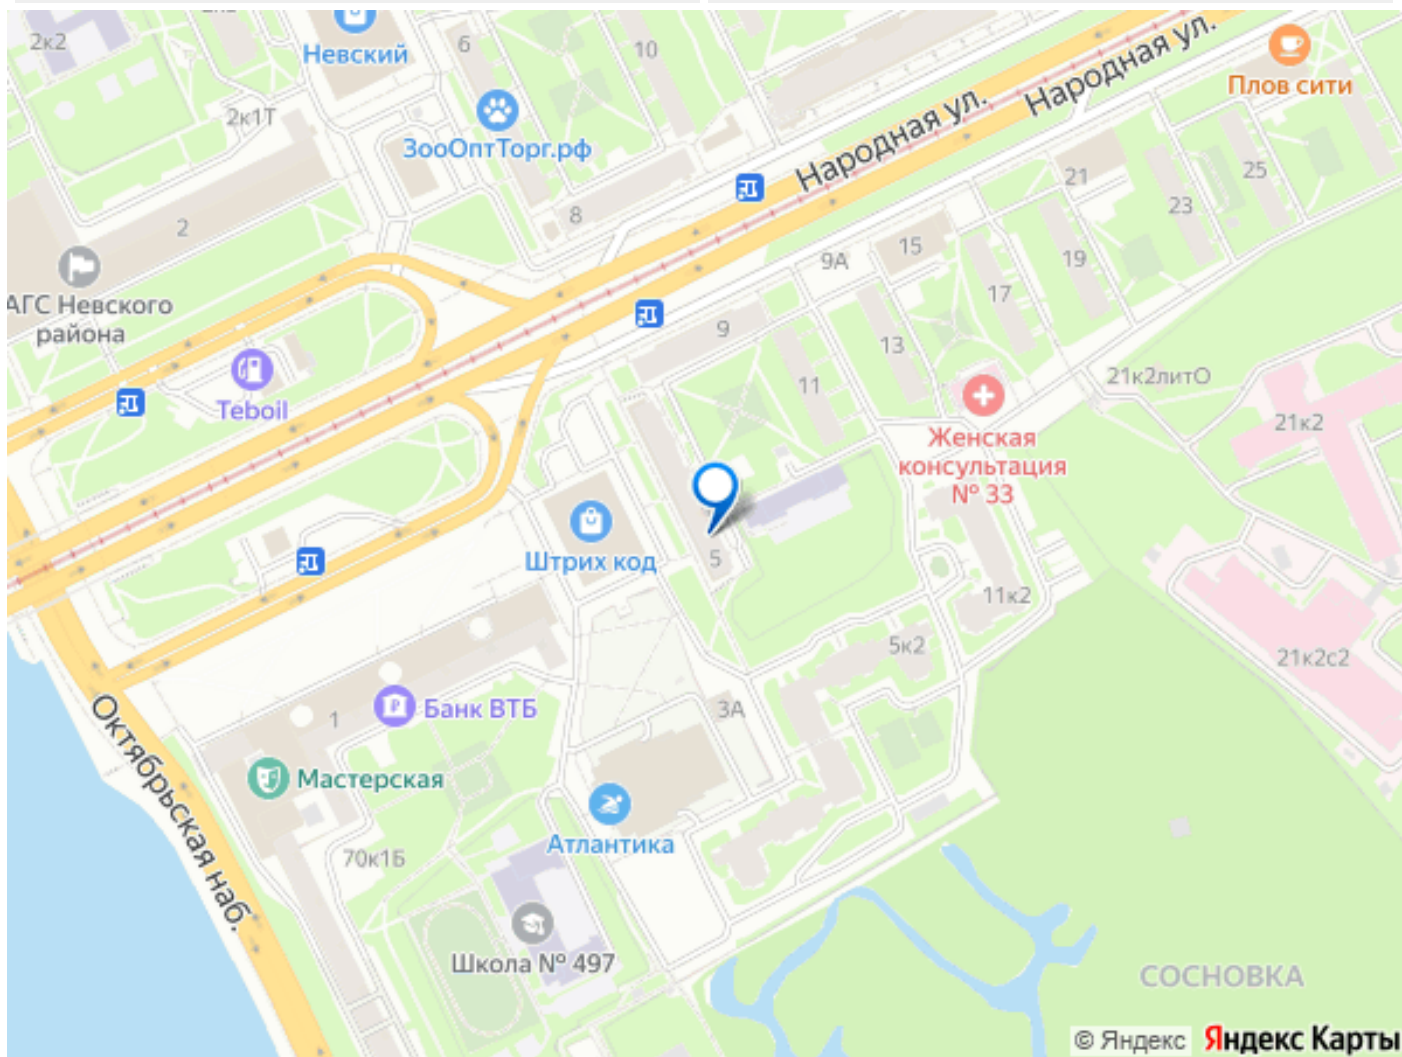 2к2
Невский
6
10
Народная ул.
Плов сити
2к1Т
ЗооОптТорг.рф
Народная ул.
21
25
2
8
23
15
9А
19
АГС Невского
района
17
9
13
11
Teboil
21к2литО
21к2
Женская
консультация
№ 33
Штрих код
5
11к2
5к2
21к2с2
Октябрьская наб.
1
Банк ВТБ
3А
Мастерская
Атлантика
70к1Б
Школа № 497
СОСНОВКА
© Яндекс Яндекс Карты